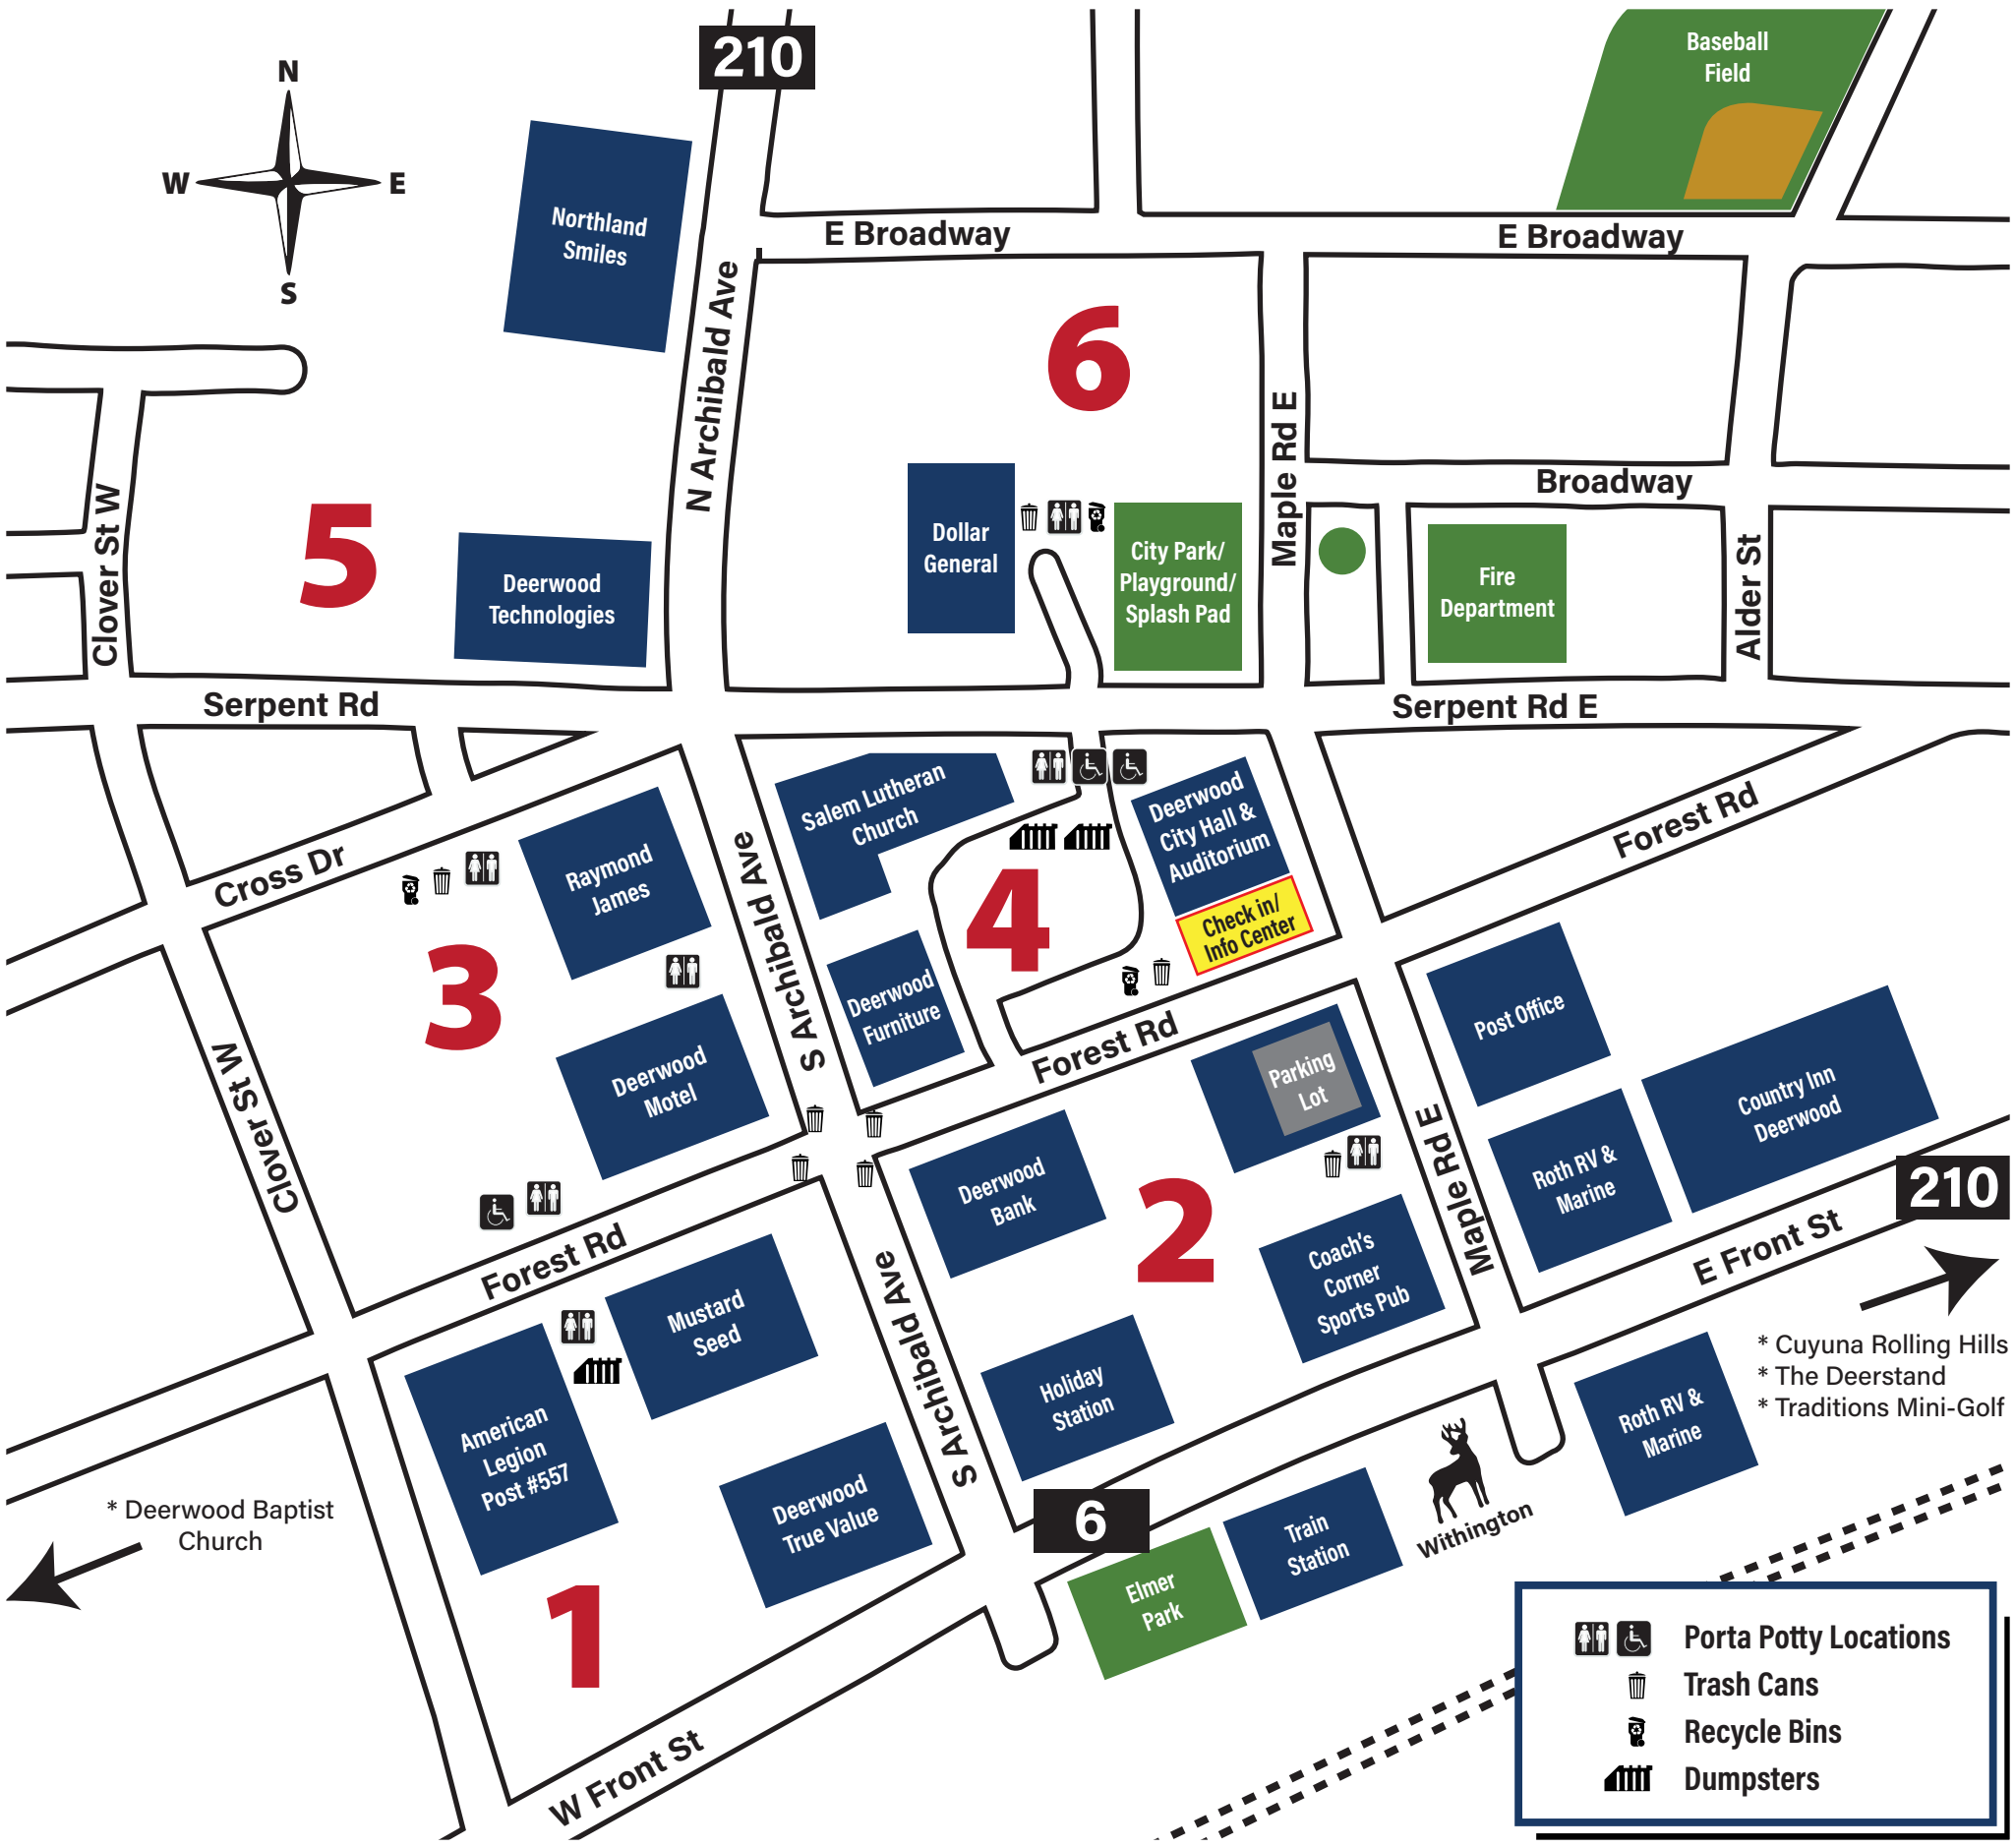 210
N
W
E
S
Baseball
Field
Northland
Smiles
E Broadway
E Broadway
N Archibald Ave
6
Maple Rd E
Broadway
Clover St W
5
Deerwood
Technologies
Dollar
General
City Park/
Playground/
Splash Pad
Fire
Department
Alder St
Serpent Rd
Serpent Rd E
Salem Lutheran
Church
Deerwood
City Hall &
Auditorium
Check in/
Info Center
Forest Rd
Cross Dr
Raymond
James
S Archibald Ave
4
3
Deerwood
Furniture
Deerwood
Motel
Forest Rd
Parking
Lot
Post Office
Country Inn
Deerwood
Roth RV &
Marine
Clover St W
Deerwood
Bank
2
Maple Rd E
210
E Front St
Coach's
Corner
Sports Pub
Forest Rd
Mustard
Seed
S Archibald Ave
Holiday
Station
* Cuyuna Rolling Hills
* The Deerstand
* Traditions Mini-Golf
American
Legion
Post #557
Deerwood
True Value
Roth RV &
Marine
* Deerwood Baptist
Church
6
Train
Station
Withington
Elmer
Park
1
W Front St
Porta Potty Locations
Trash Cans
Recycle Bins
Dumpsters